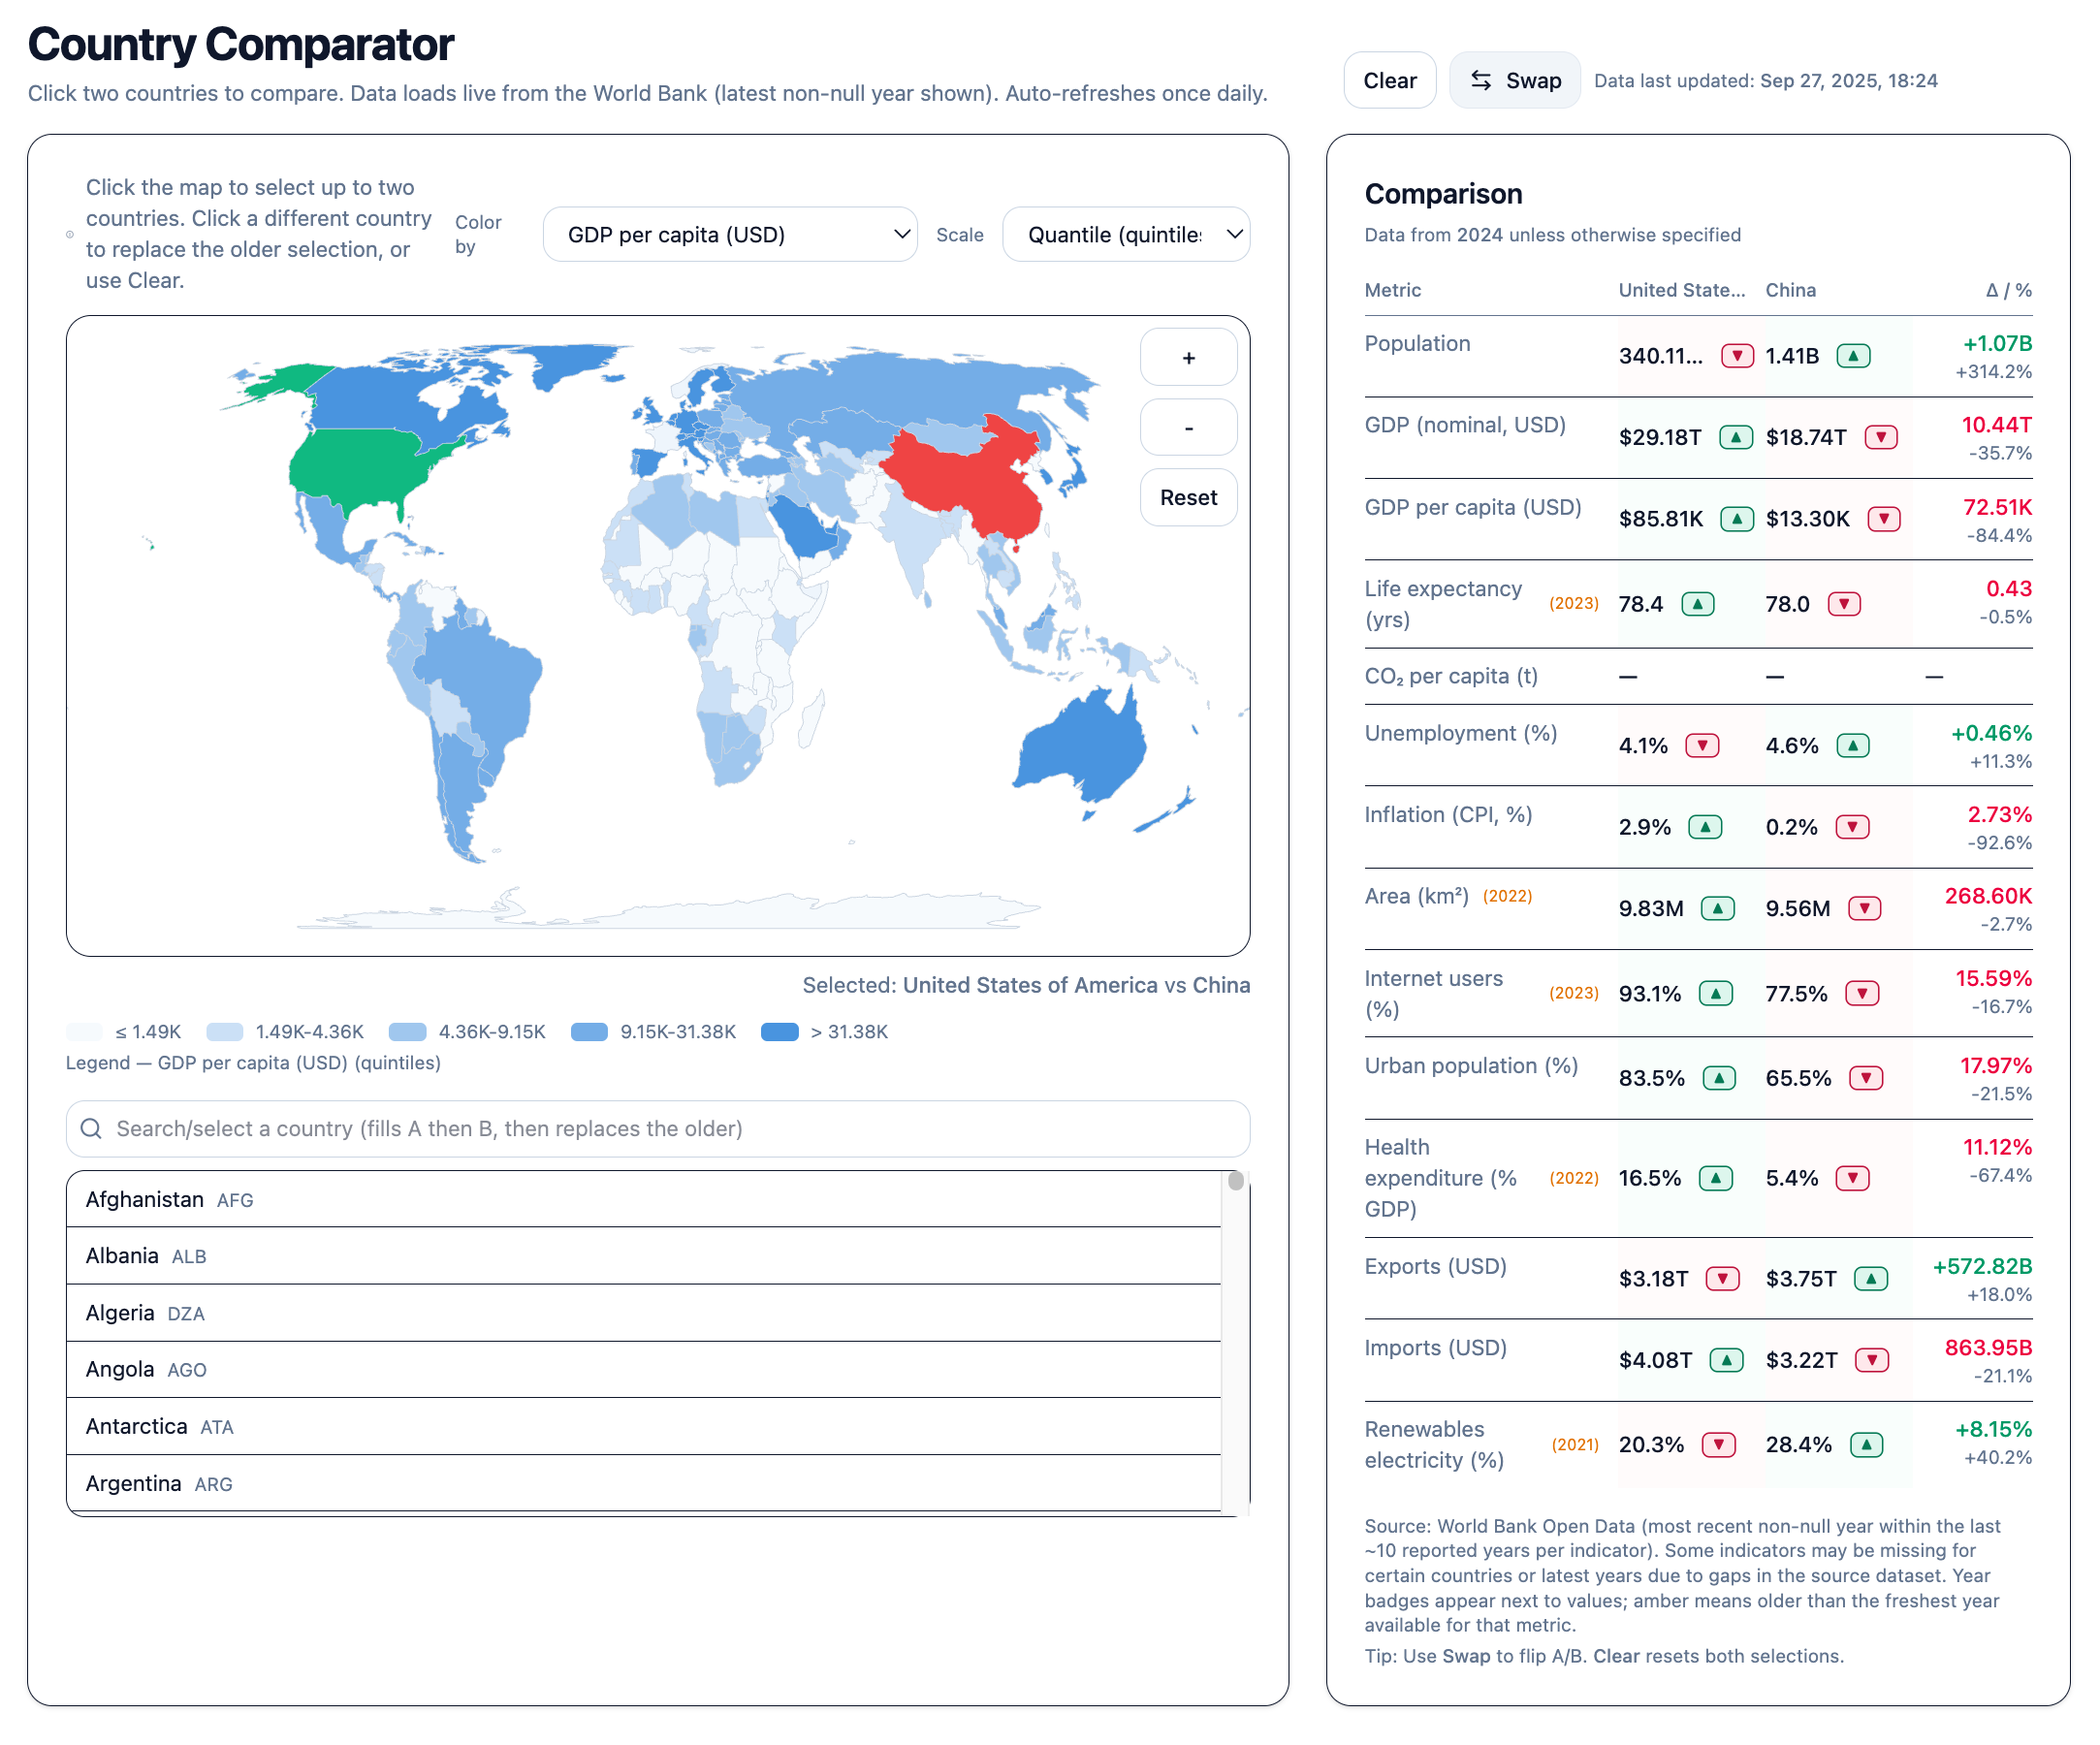 Country Comparator
Click two countries to compare. Data loads live from the World Bank (latest non-null year shown). Auto-refreshes once daily.
Clear
Swap
Data last updated: Sep 27, 2025, 18:24
Click the map to select up to two
countries. Click a different country
to replace the older selection, or
use Clear.
Color
by
GDP per capita (USD)
Scale
Quantile (quintiles
+
-
Reset
Selected: United States of America vs China
≤ 1.49K 1.49K-4.36K 4.36K-9.15K 9.15K-31.38K > 31.38K
Legend — GDP per capita (USD) (quintiles)
Search/select a country (fills A then B, then replaces the older)
Afghanistan AFG
Albania ALB
Algeria DZA
Angola AGO
Antarctica ATA
Argentina ARG
Comparison
Data from 2024 unless otherwise specified
Metric United State... China Δ / %
Population 340.11... ▼ 1.41B ▲ +1.07B
+314.2%
GDP (nominal, USD) $29.18T ▲ $18.74T ▼ 10.44T
-35.7%
GDP per capita (USD) $85.81K ▲ $13.30K ▼ 72.51K
-84.4%
Life expectancy
(yrs) (2023) 78.4 ▲ 78.0 ▼ 0.43
-0.5%
CO₂ per capita (t) — — —
Unemployment (%) 4.1% ▼ 4.6% ▲ +0.46%
+11.3%
Inflation (CPI, %) 2.9% ▲ 0.2% ▼ 2.73%
-92.6%
Area (km²) (2022) 9.83M ▲ 9.56M ▼ 268.60K
-2.7%
Internet users
(%) (2023) 93.1% ▲ 77.5% ▼ 15.59%
-16.7%
Urban population (%) 83.5% ▲ 65.5% ▼ 17.97%
-21.5%
Health
expenditure (%
GDP) (2022) 16.5% ▲ 5.4% ▼ 11.12%
-67.4%
Exports (USD) $3.18T ▼ $3.75T ▲ +572.82B
+18.0%
Imports (USD) $4.08T ▲ $3.22T ▼ 863.95B
-21.1%
Renewables
electricity (%) (2021) 20.3% ▼ 28.4% ▲ +8.15%
+40.2%
Source: World Bank Open Data (most recent non-null year within the last
~10 reported years per indicator). Some indicators may be missing for
certain countries or latest years due to gaps in the source dataset. Year
badges appear next to values; amber means older than the freshest year
available for that metric.
Tip: Use Swap to flip A/B. Clear resets both selections.